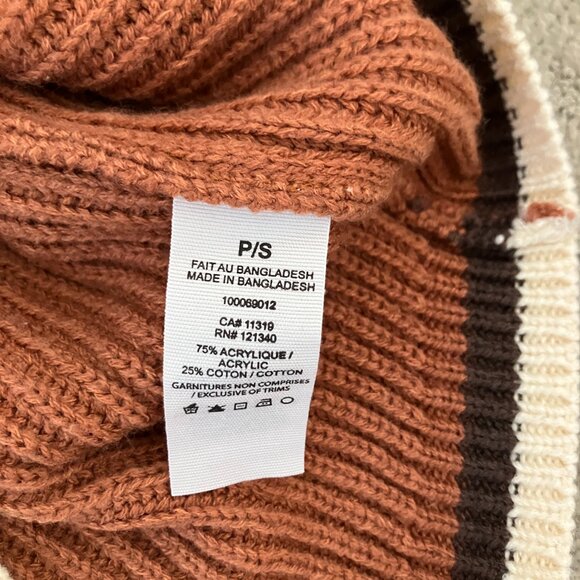 P/S
FAIT AU BANGLADESH
MADE IN BANGLADESH
100069012
CA# 11319
RN# 121340
75% ACRYLIQUE /
ACRYLIC
25% COTON / COTTON
GARNITURES NON COMPRISES
/ EXCLUSIVE OF TRIMS